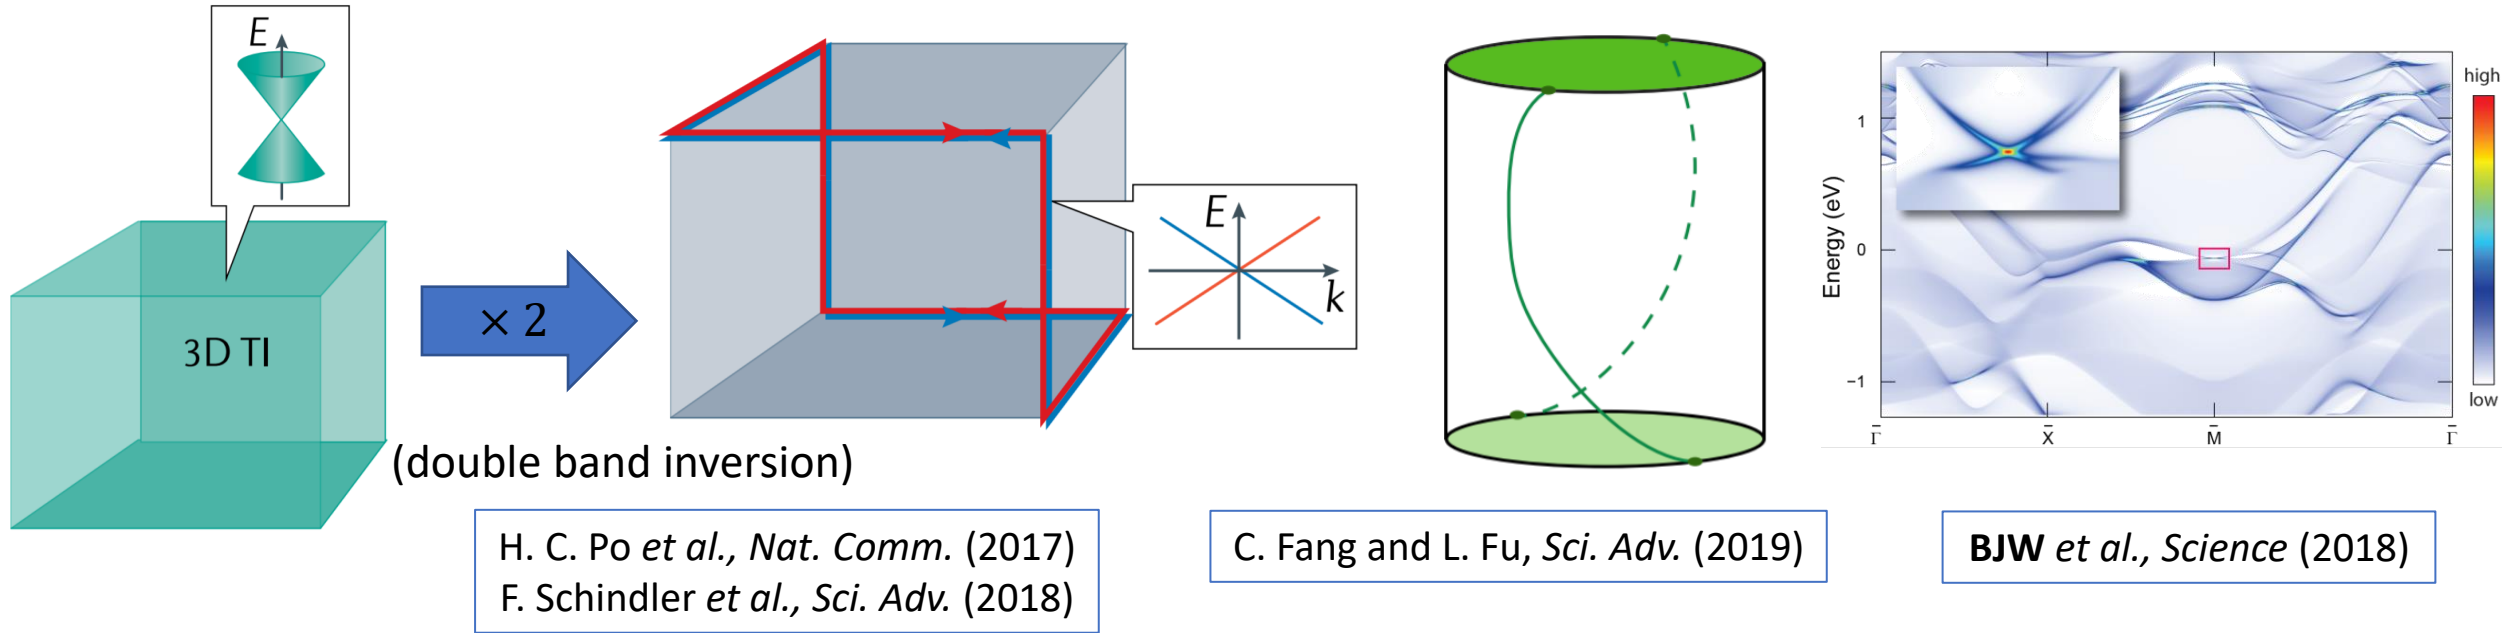 E
3D TI
× 2
(double band inversion)
E
k
high
low
Energy (eV)
1
0
−1
Γ̄
X̄
M̄
Γ̄
H. C. Po et al., Nat. Comm. (2017)
F. Schindler et al., Sci. Adv. (2018)
C. Fang and L. Fu, Sci. Adv. (2019)
BJW et al., Science (2018)